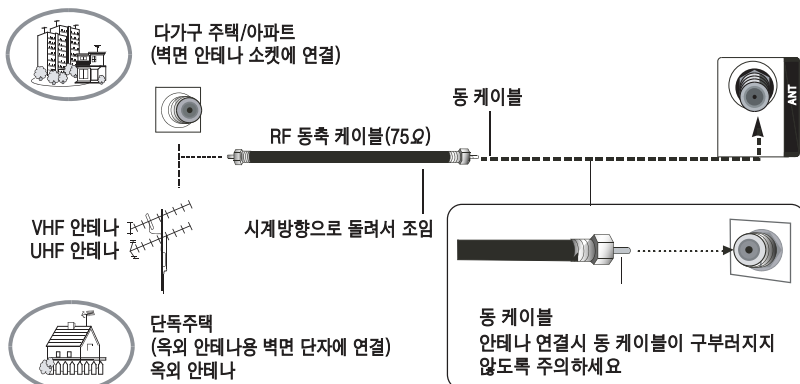 다가구 주택/아파트
(벽면 안테나 소켓에 연결)
동 케이블
ANT
RF 동축 케이블(75Ω)
시계방향으로 돌려서 조임
VHF 안테나
UHF 안테나
단독주택
(옥외 안테나용 벽면 단자에 연결)
옥외 안테나
동 케이블
안테나 연결시 동 케이블이 구부러지지
않도록 주의하세요